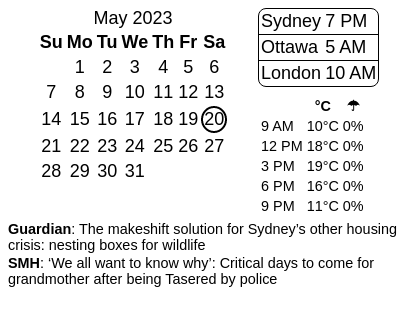 May 2023
Su Mo Tu We Th Fr Sa
1 2 3 4 5 6
7 8 9 10 11 12 13
14 15 16 17 18 19 20
21 22 23 24 25 26 27
28 29 30 31
Sydney 7 PM
Ottawa 5 AM
London 10 AM
°C ☂
9 AM 10°C 0%
12 PM 18°C 0%
3 PM 19°C 0%
6 PM 16°C 0%
9 PM 11°C 0%
Guardian: The makeshift solution for Sydney’s other housing
crisis: nesting boxes for wildlife
SMH: ‘We all want to know why’: Critical days to come for
grandmother after being Tasered by police